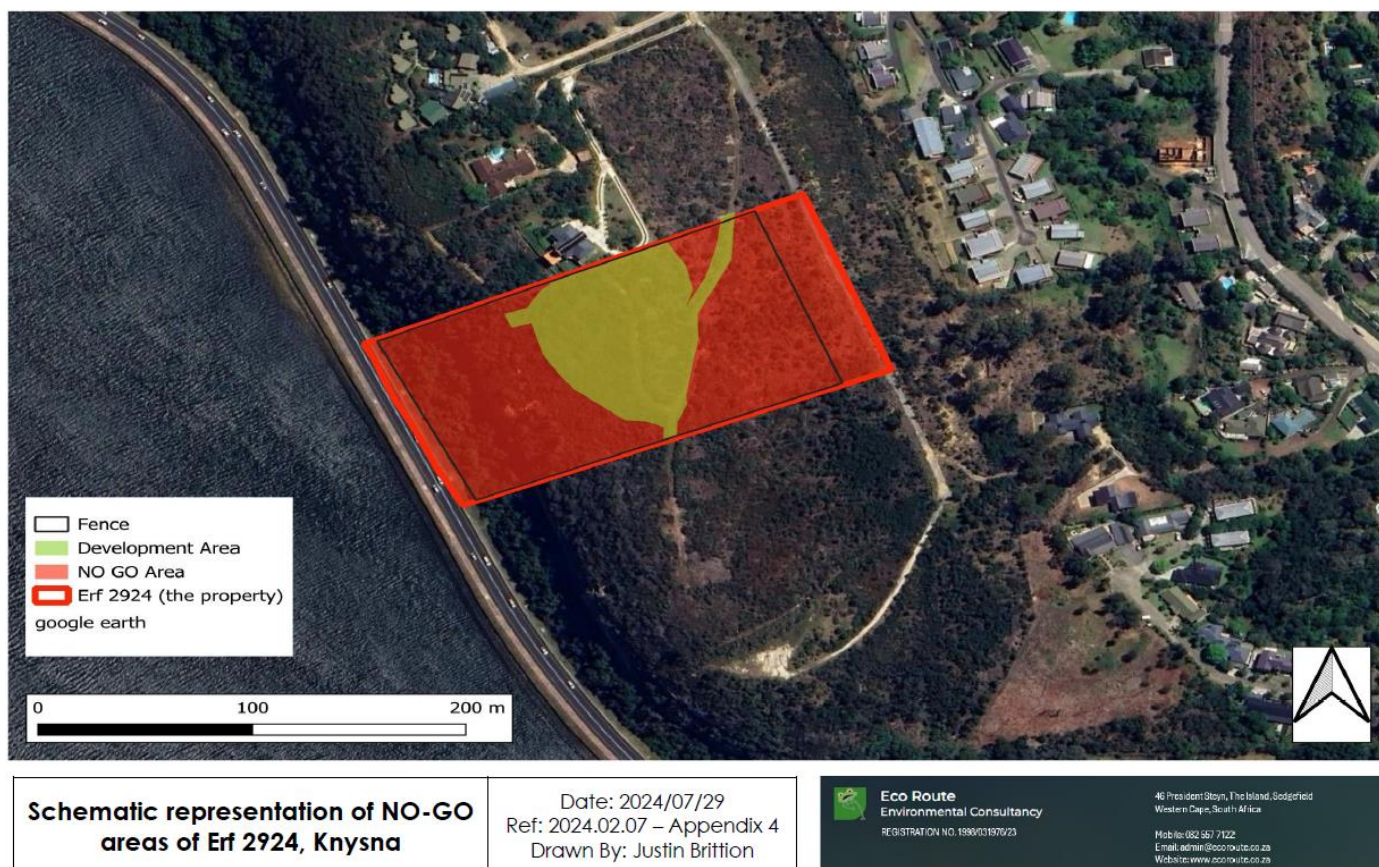 Fence
Development Area
NO GO Area
Erf 2924 (the property)
google earth
0 100 200 m
Schematic representation of NO-GO
areas of Erf 2924, Knysna
Date: 2024/07/29
Ref: 2024.02.07 – Appendix 4
Drawn By: Justin Brittion
Eco Route
Environmental Consultancy
REGISTRATION NO. 1998/031976/23
46 President Steyn, The Island, Sedgefield
Western Cape, South Africa
Mobile: 082 557 7122
Email: admin@ecoroute.co.za
Website: www.ecoroute.co.za